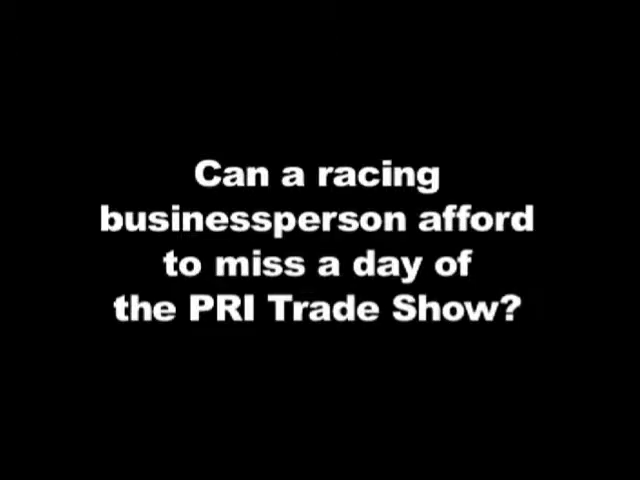 Can a racing
businessperson afford
to miss a day of
the PRI Trade Show?